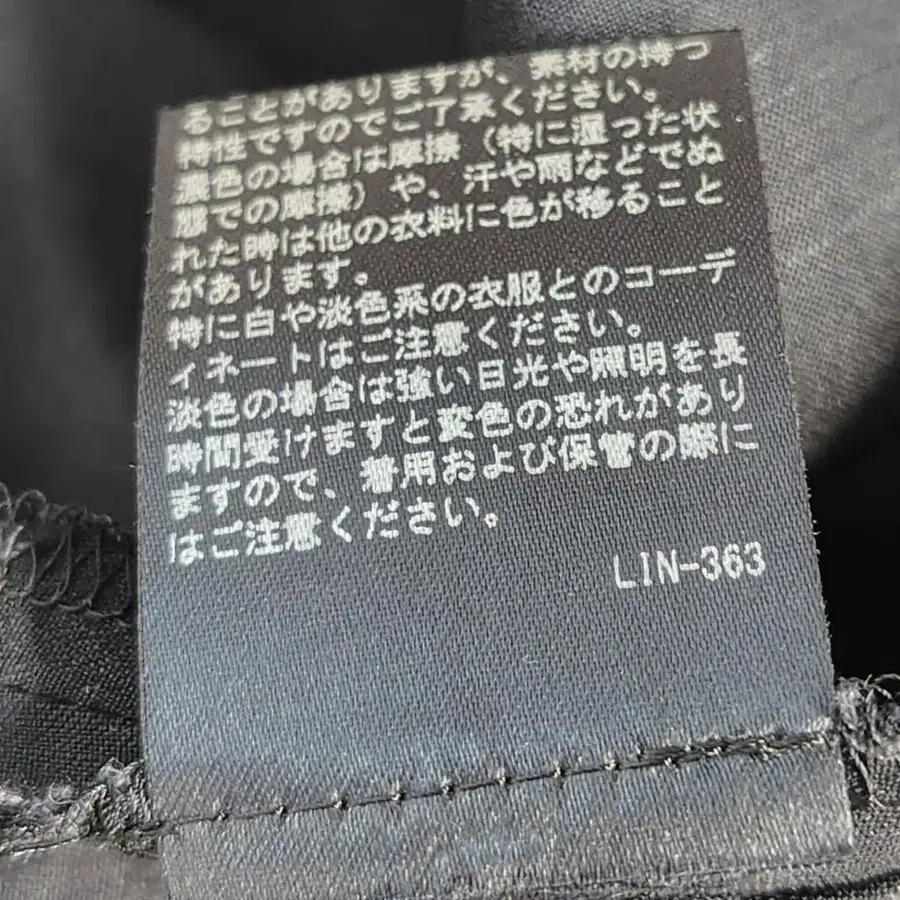 ることがありますが、素材の持つ
特性ですのでご了承ください。
濃色の場合は摩擦（特に湿った状
態での摩擦）や、汗や雨などでぬ
れた時は他の衣料に色が移ること
があります。
特に白や淡色系の衣服とのコーデ
ィネートはご注意ください。
淡色の場合は強い日光や照明を長
時間受けますと変色の恐れがあり
ますので、着用および保管の際に
はご注意ください。
LIN-363